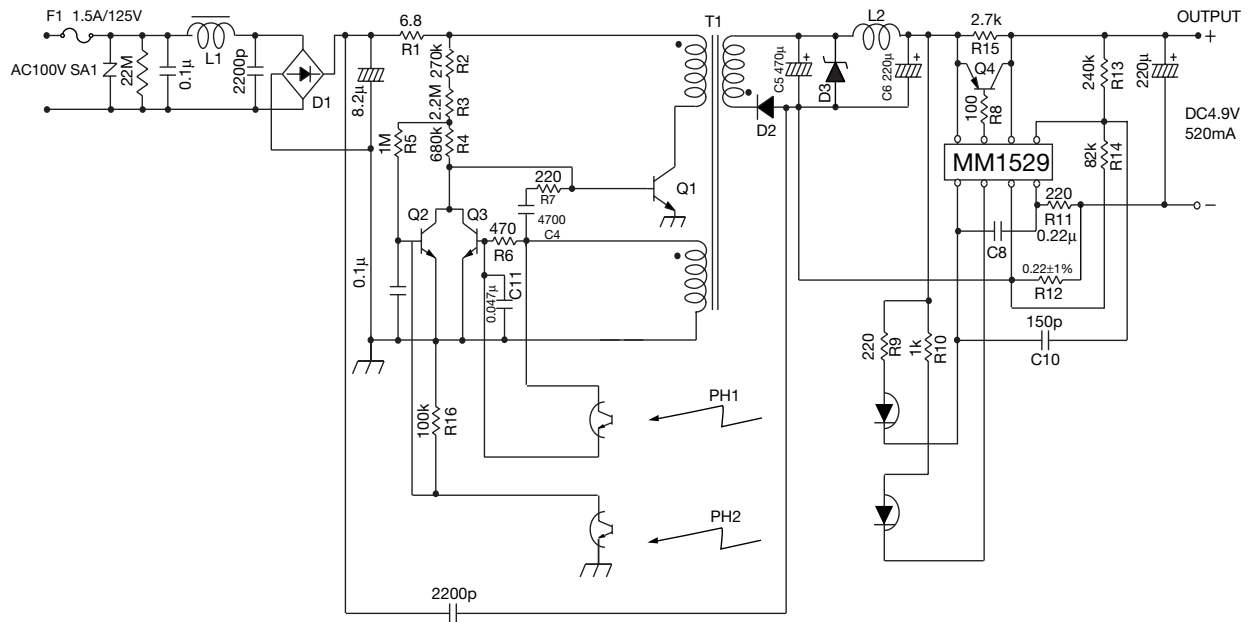 F1 1.5A/125V
AC100V SA1
22M
0.1µ
L1
2200p
D1
8.2µ
6.8
R1
270k
R2
2.2M
R3
680k
R4
1M
R5
T1
L2
C5 470µ
+
D3
D2
C6 220µ
+
2.7k
R15
Q4
100
R8
240k
R13
220µ
+
OUTPUT
+
DC4.9V
520mA
−
82k
R14
MM1529
220
R11
0.22µ
C8
0.22±1%
R12
150p
C10
220
R7
4700
C4
Q1
Q2
Q3
470
R6
0.1µ
0.047µ
C11
220
R9
1k
R10
100k
R16
PH1
PH2
2200p